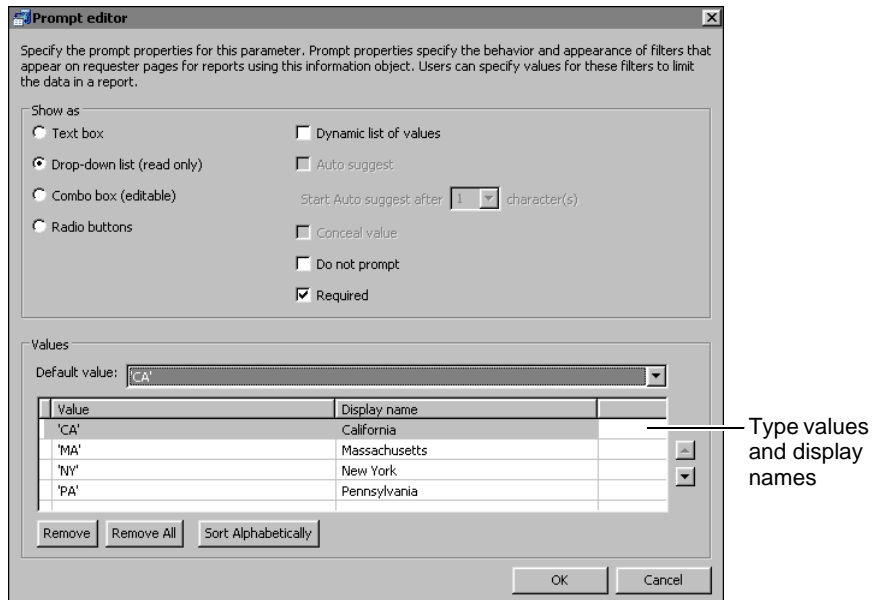 Prompt editor
Specify the prompt properties for this parameter. Prompt properties specify the behavior and appearance of filters that
appear on requester pages for reports using this information object. Users can specify values for these filters to limit
the data in a report.
Show as
Text box
Dynamic list of values
Drop-down list (read only)
Auto suggest
Combo box (editable)
Start Auto suggest after 1 character(s)
Radio buttons
Conceal value
Do not prompt
Required
Values
Default value: 'CA'
Value Display name
'CA' California
'MA' Massachusetts
'NY' New York
'PA' Pennsylvania
Type values
and display
names
Remove Remove All Sort Alphabetically
OK Cancel